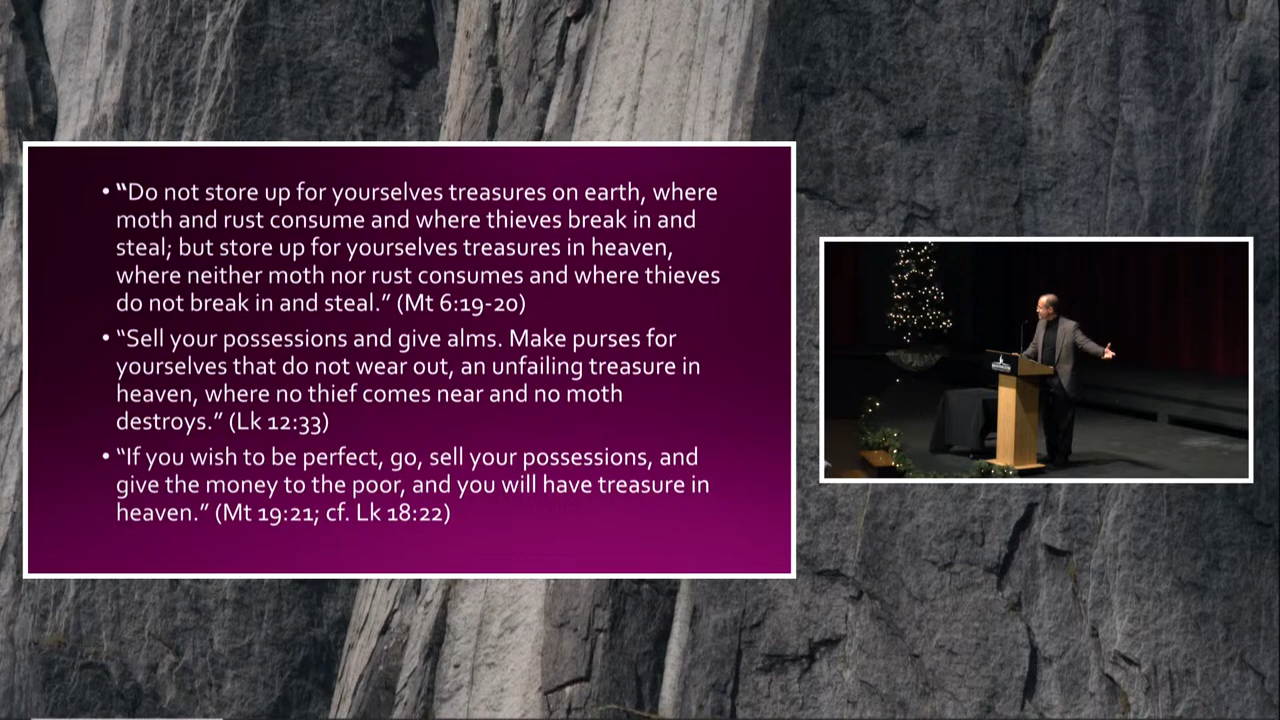 • “Do not store up for yourselves treasures on earth, where
moth and rust consume and where thieves break in and
steal; but store up for yourselves treasures in heaven,
where neither moth nor rust consumes and where thieves
do not break in and steal.” (Mt 6:19-20)
• “Sell your possessions and give alms. Make purses for
yourselves that do not wear out, an unfailing treasure in
heaven, where no thief comes near and no moth
destroys.” (Lk 12:33)
• “If you wish to be perfect, go, sell your possessions, and
give the money to the poor, and you will have treasure in
heaven.” (Mt 19:21; cf. Lk 18:22)